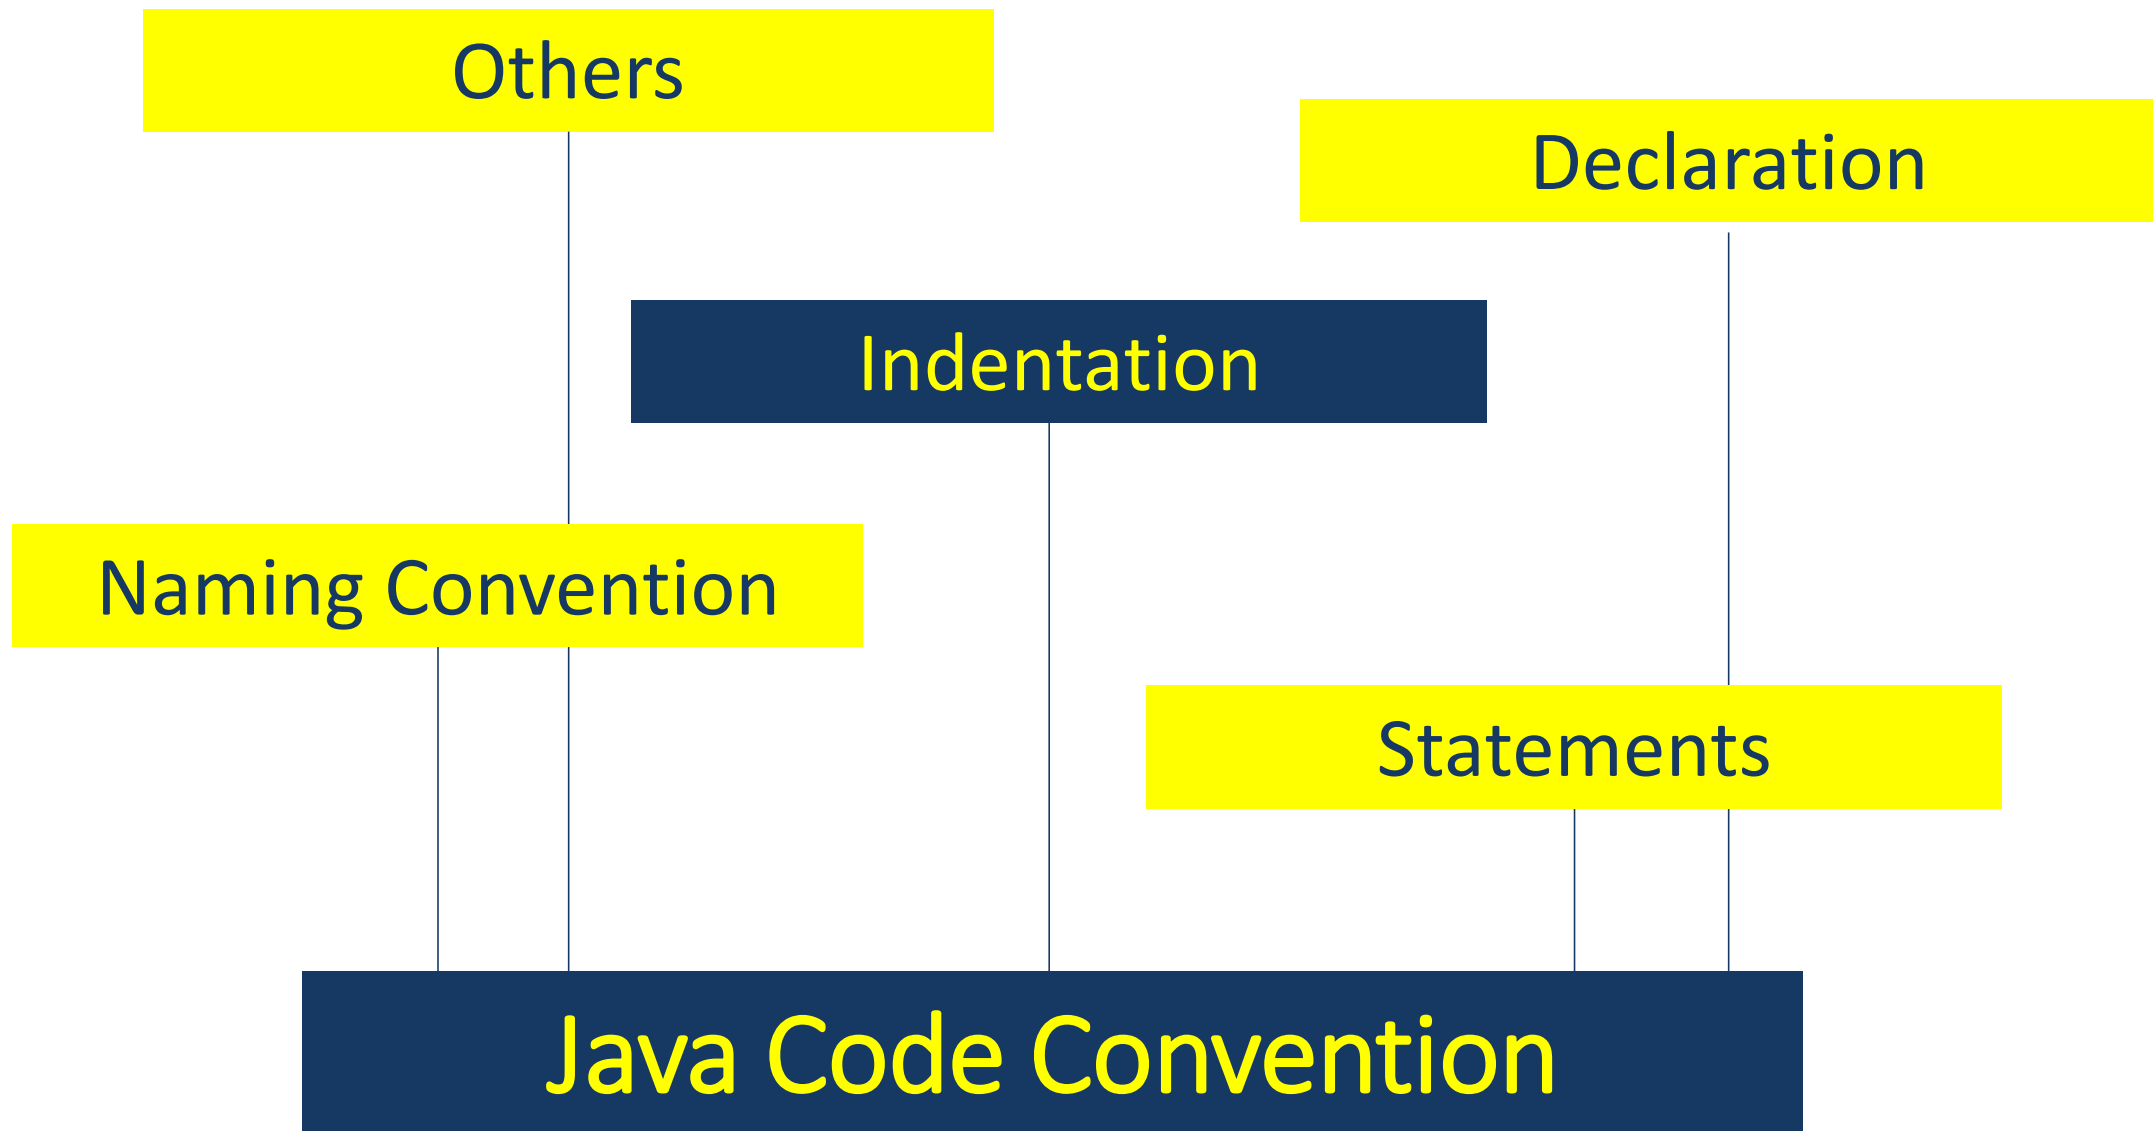 Others
Declaration
Indentation
Naming Convention
Statements
Java Code Convention